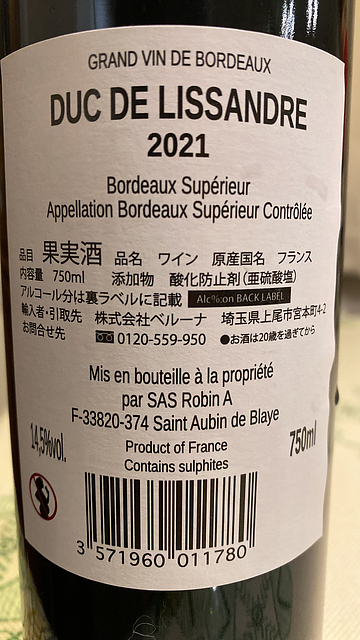 GRAND VIN DE BORDEAUX
DUC DE LISSANDRE
2021
Bordeaux Supérieur
Appellation Bordeaux Supérieur Contrôlée
品目 果実酒 品名 ワイン 原産国名 フランス
内容量 750ml 添加物 酸化防止剤(亜硫酸塩)
アルコール分は裏ラベルに記載 Alc%:on BACK LABEL
輸入者・引取先 株式会社ベルーナ 埼玉県上尾市宮本町4-2
お問合せ先 0120-559-950 ●お酒は20歳を過ぎてから
Mis en bouteille à la propriété
par SAS Robin A
F-33820-374 Saint Aubin de Blaye
14,5%vol.
Product of France
750ml
Contains sulphites
3 571960 011780